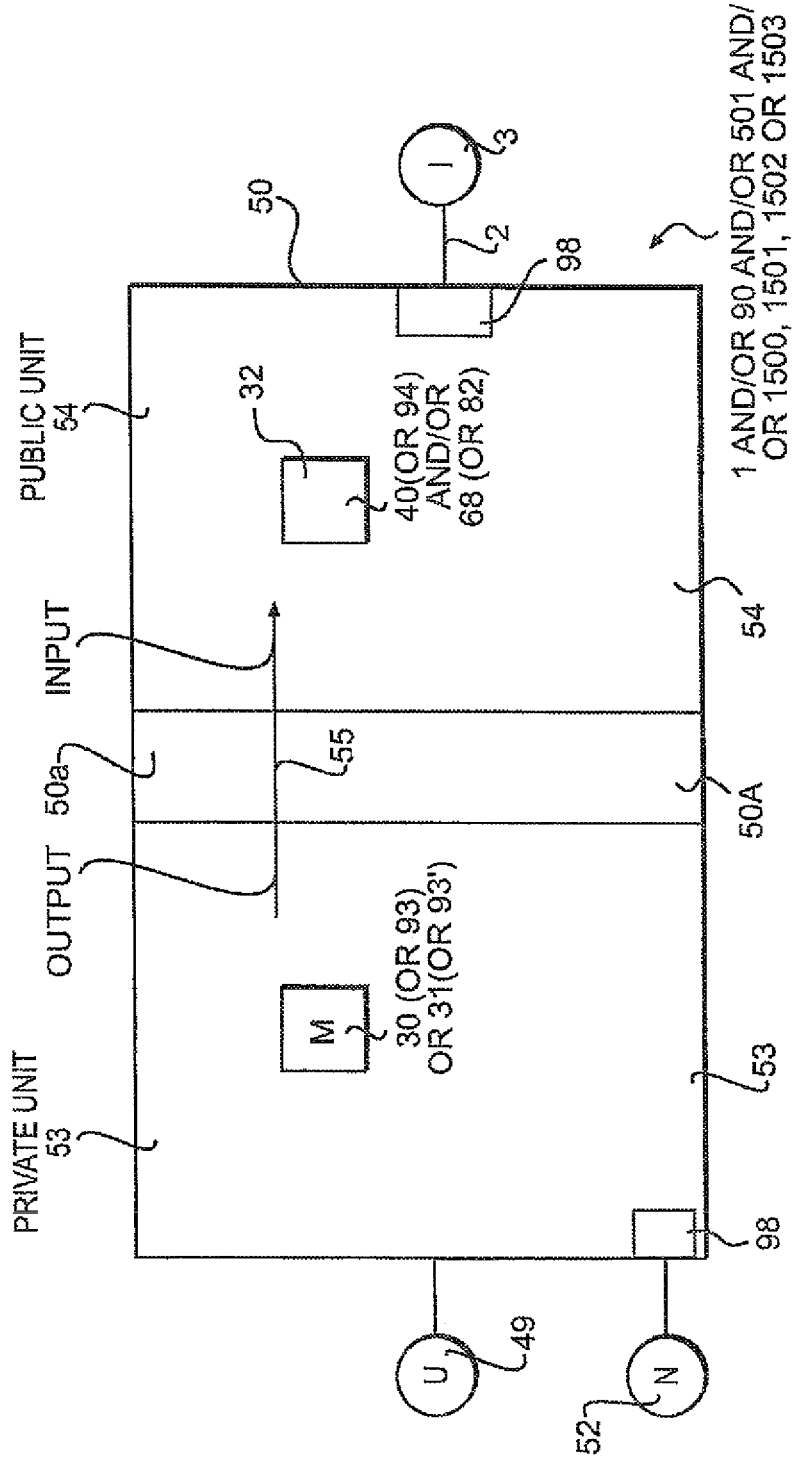 PRIVATE UNIT
53
OUTPUT
50a
INPUT
PUBLIC UNIT
54
32
50
M
30 (OR 93)
OR 31(OR 93')
55
40(OR 94)
AND/OR
68 (OR 82)
98
2
I
3
U
49
N
52
98
53
50A
54
1 AND/OR 90 AND/OR 501 AND/
OR 1500, 1501, 1502 OR 1503